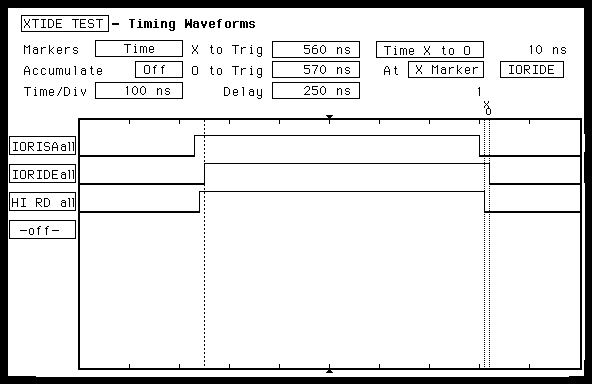 XTIDE TEST - Timing Waveforms
Markers Time X to Trig 560 ns Time X to O 10 ns
Accumulate Off O to Trig 570 ns At X Marker IORIDE
Time/Div 100 ns Delay 250 ns 1
X
O
IORISAall
IORIDEall
HI RD all
-off-